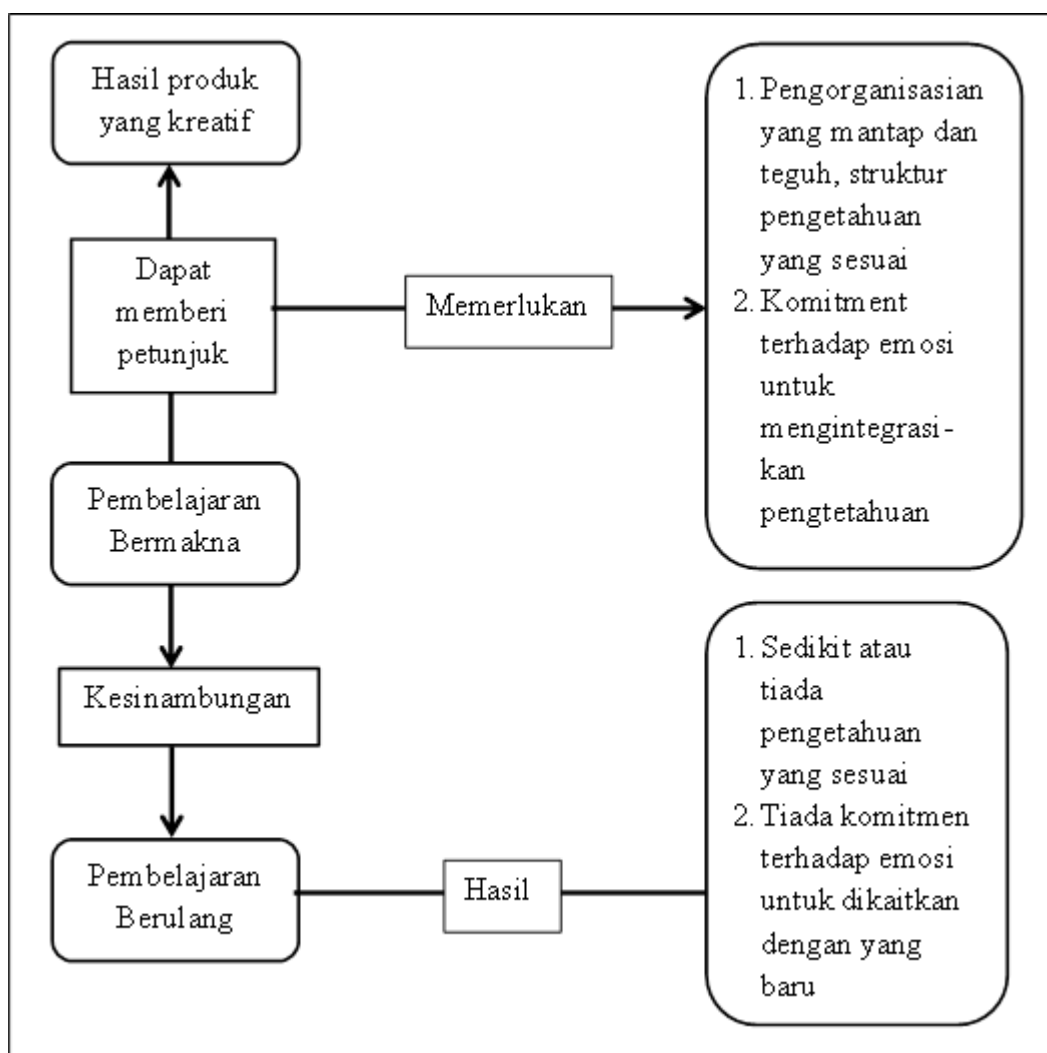 Hasil produk
yang kreatif
Dapat
memberi
petunjuk
Memerlukan
1. Pengorganisasian
yang mantap dan
teguh, struktur
pengetahuan
yang sesuai
2. Komitment
terhadap emosi
untuk
mengintegrasi-
kan
pengtetahuan
Pembelajaran
Bermakna
Kesinambungan
Pembelajaran
Berulang
Hasil
1. Sedikit atau
tiada
pengetahuan
yang sesuai
2. Tiada komitmen
terhadap emosi
untuk dikaitkan
dengan yang
baru